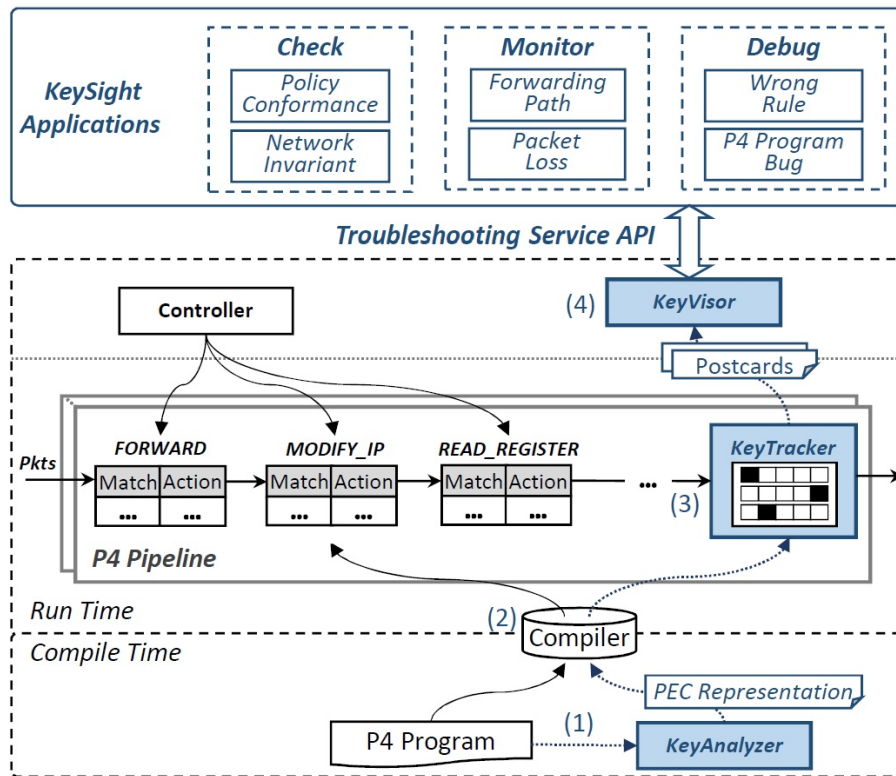 KeySight
Applications
Check
Policy
Conformance
Network
Invariant
Monitor
Forwarding
Path
Packet
Loss
Debug
Wrong
Rule
P4 Program
Bug
Troubleshooting Service API
Controller
(4)
KeyVisor
Postcards
Pkts
FORWARD
Match Action
... ...
MODIFY_IP
Match Action
... ...
READ_REGISTER
Match Action
... ...
...
(3)
KeyTracker
P4 Pipeline
Run Time
(2)
Compiler
Compile Time
PEC Representation
P4 Program
(1)
KeyAnalyzer